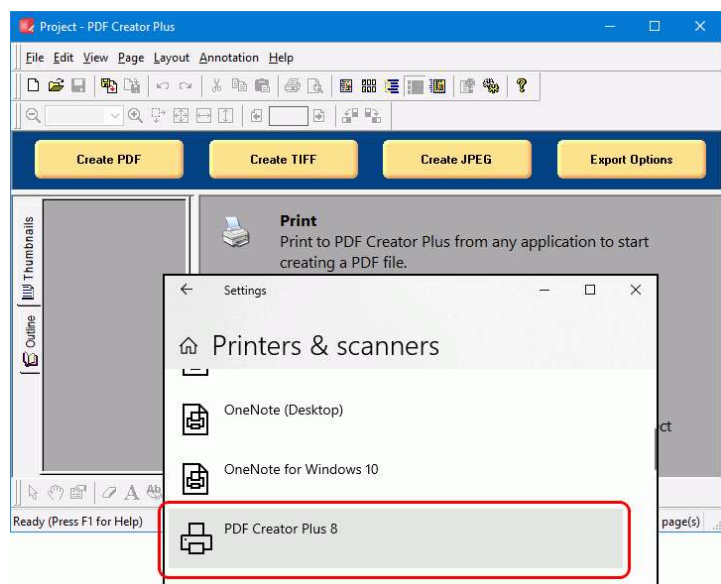 Project - PDF Creator Plus
File Edit View Page Layout Annotation Help
Create PDF
Create TIFF
Create JPEG
Export Options
Thumbnails
Outline
Print
Print to PDF Creator Plus from any application to start
creating a PDF file.
Settings
Printers & scanners
OneNote (Desktop)
OneNote for Windows 10
PDF Creator Plus 8
ct
Ready (Press F1 for Help)
page(s)